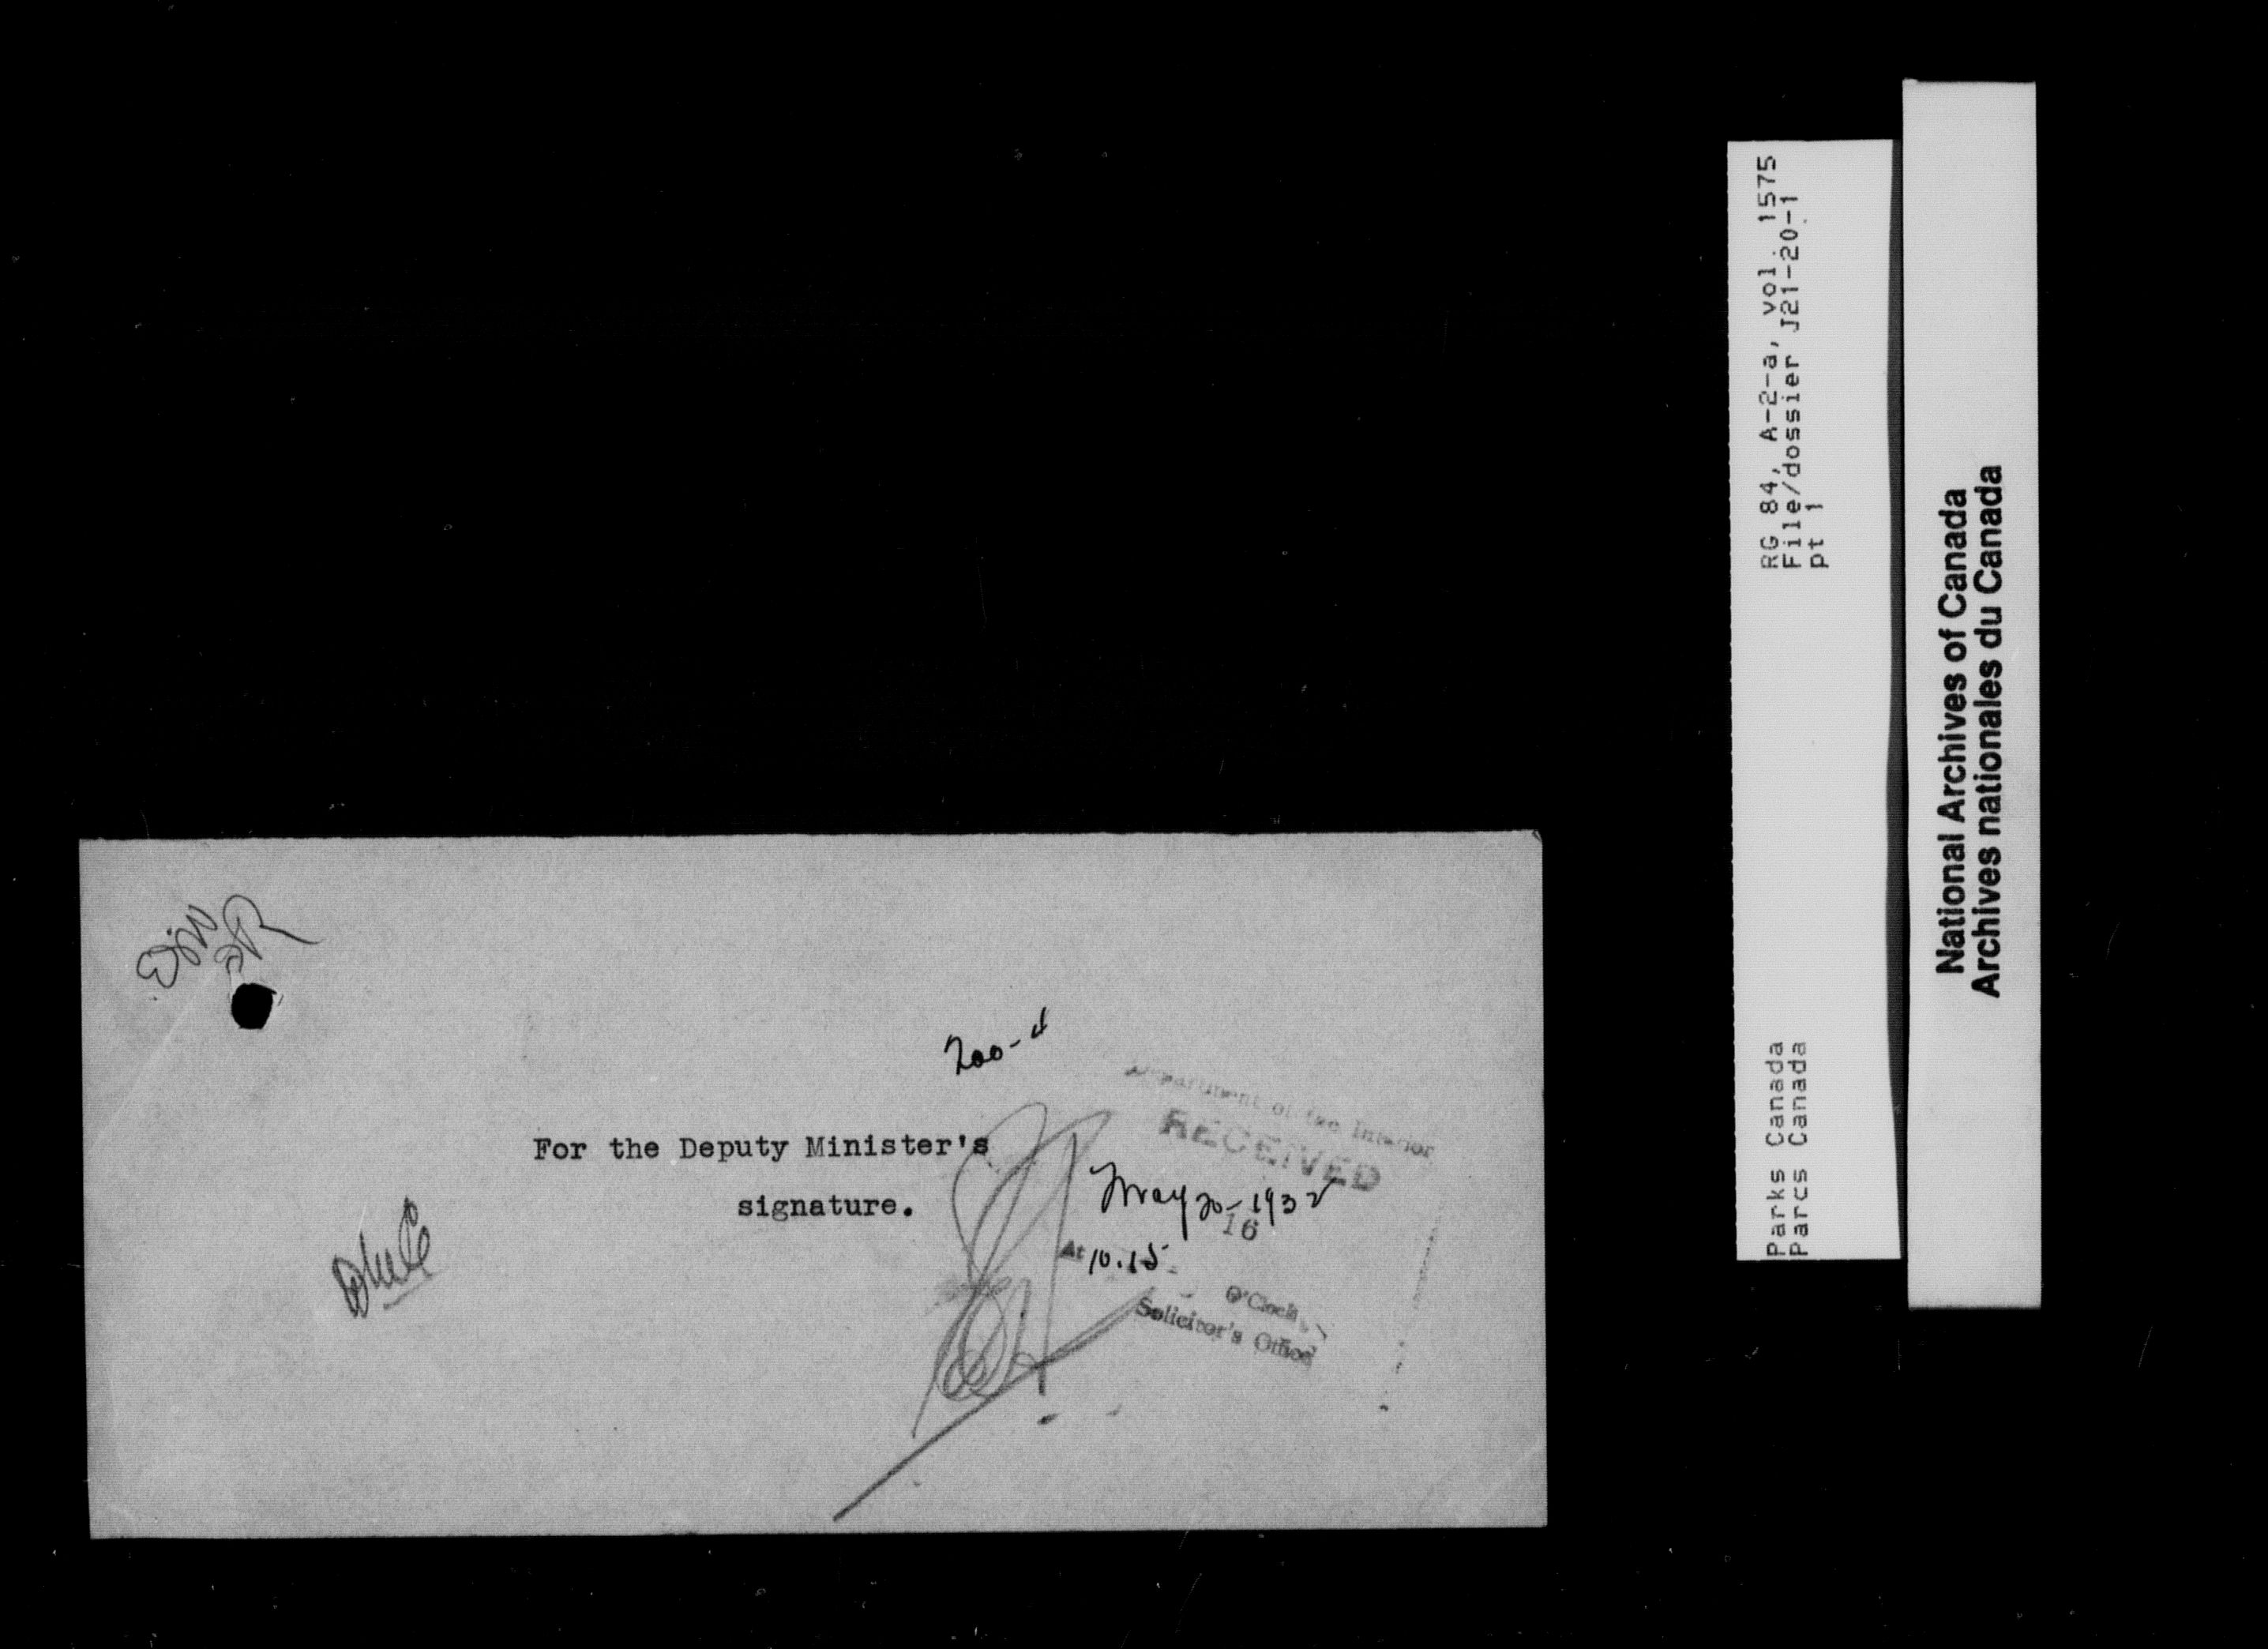 For the Deputy Minister's
signature.
Department of the Interior
RECEIVED
May 20-1932
16
At 10.15
O'Clock
Solicitor's Office
RG 84, A-2-a, vol. 1575
File/dossier J21-20-1
pt 1
Parks Canada
Parcs Canada
National Archives of Canada
Archives nationales du Canada